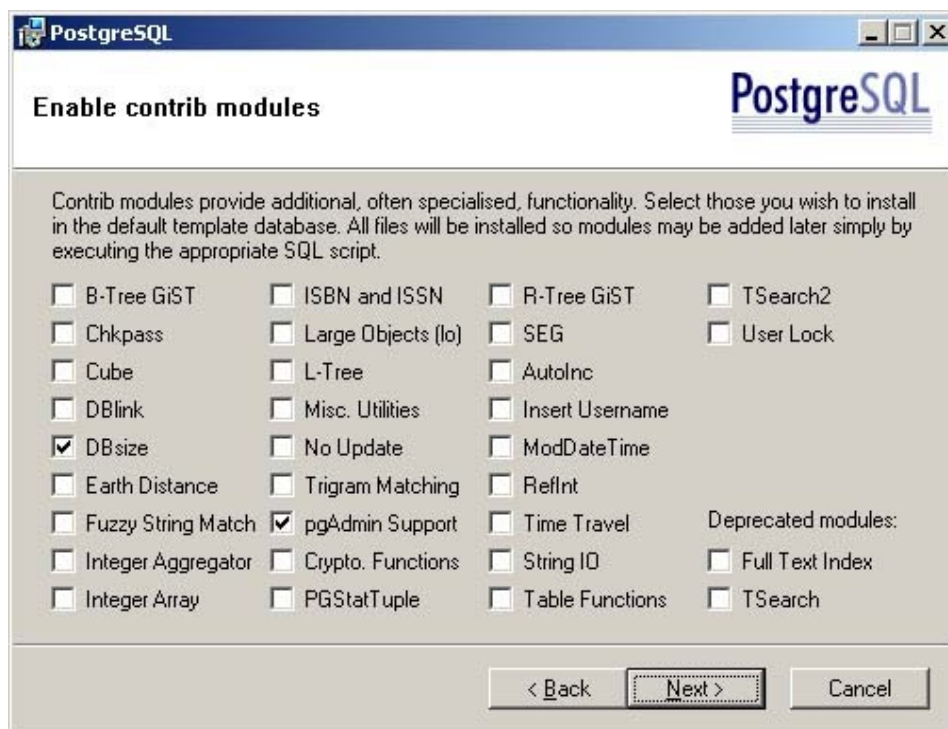 PostgreSQL
Enable contrib modules
PostgreSQL
Contrib modules provide additional, often specialised, functionality. Select those you wish to install
in the default template database. All files will be installed so modules may be added later simply by
executing the appropriate SQL script.
B-Tree GiST
ISBN and ISSN
R-Tree GiST
TSearch2
Chkpass
Large Objects (lo)
SEG
User Lock
Cube
L-Tree
AutoInc
DBlink
Misc. Utilities
Insert Username
DBsize
No Update
ModDateTime
Earth Distance
Trigram Matching
RefInt
Fuzzy String Match
pgAdmin Support
Time Travel
Deprecated modules:
Integer Aggregator
Crypto. Functions
String IO
Full Text Index
Integer Array
PGStatTuple
Table Functions
TSearch
< Back
Next >
Cancel